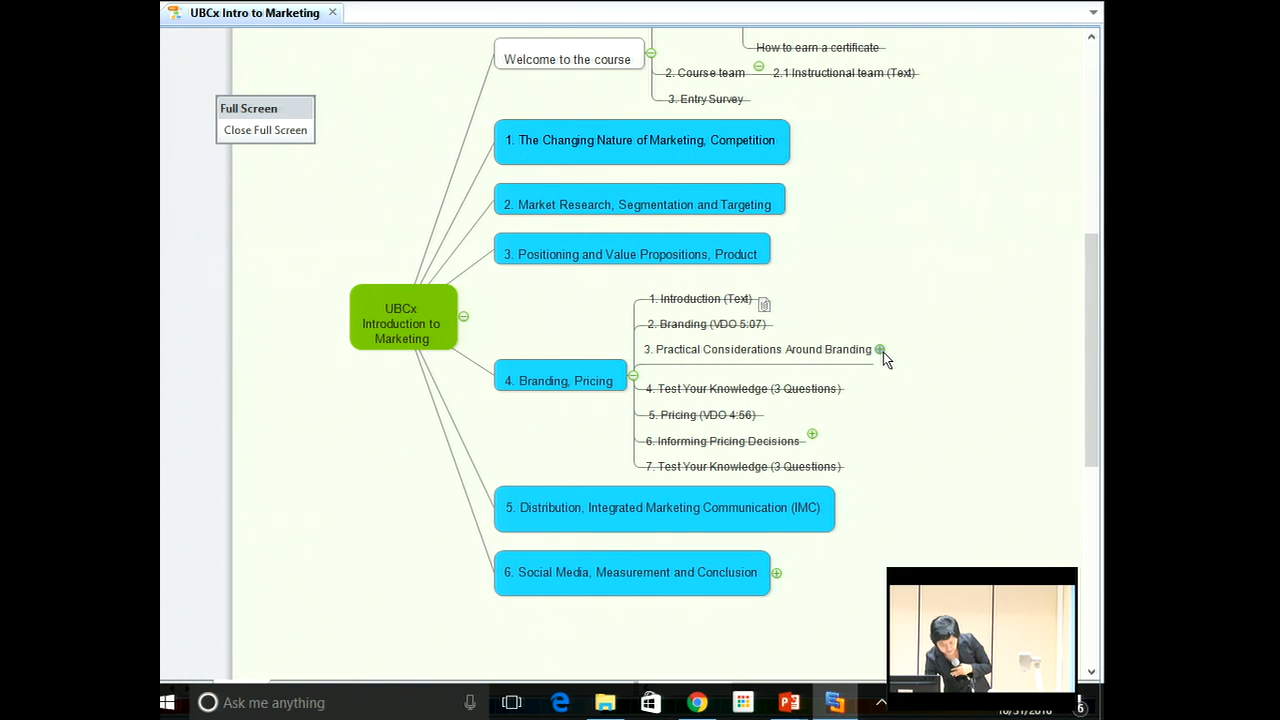 UBCx Intro to Marketing
How to earn a certificate
Welcome to the course
2. Course team
2.1 Instructional team (Text)
3. Entry Survey
Full Screen
Close Full Screen
1. The Changing Nature of Marketing, Competition
2. Market Research, Segmentation and Targeting
3. Positioning and Value Propositions, Product
UBCx
Introduction to
Marketing
1. Introduction (Text)
2. Branding (VDO 5:07)
3. Practical Considerations Around Branding
4. Branding, Pricing
4. Test Your Knowledge (3 Questions)
5. Pricing (VDO 4:56)
6. Informing Pricing Decisions
7. Test Your Knowledge (3 Questions)
5. Distribution, Integrated Marketing Communication (IMC)
6. Social Media, Measurement and Conclusion
Ask me anything
10/31/2016